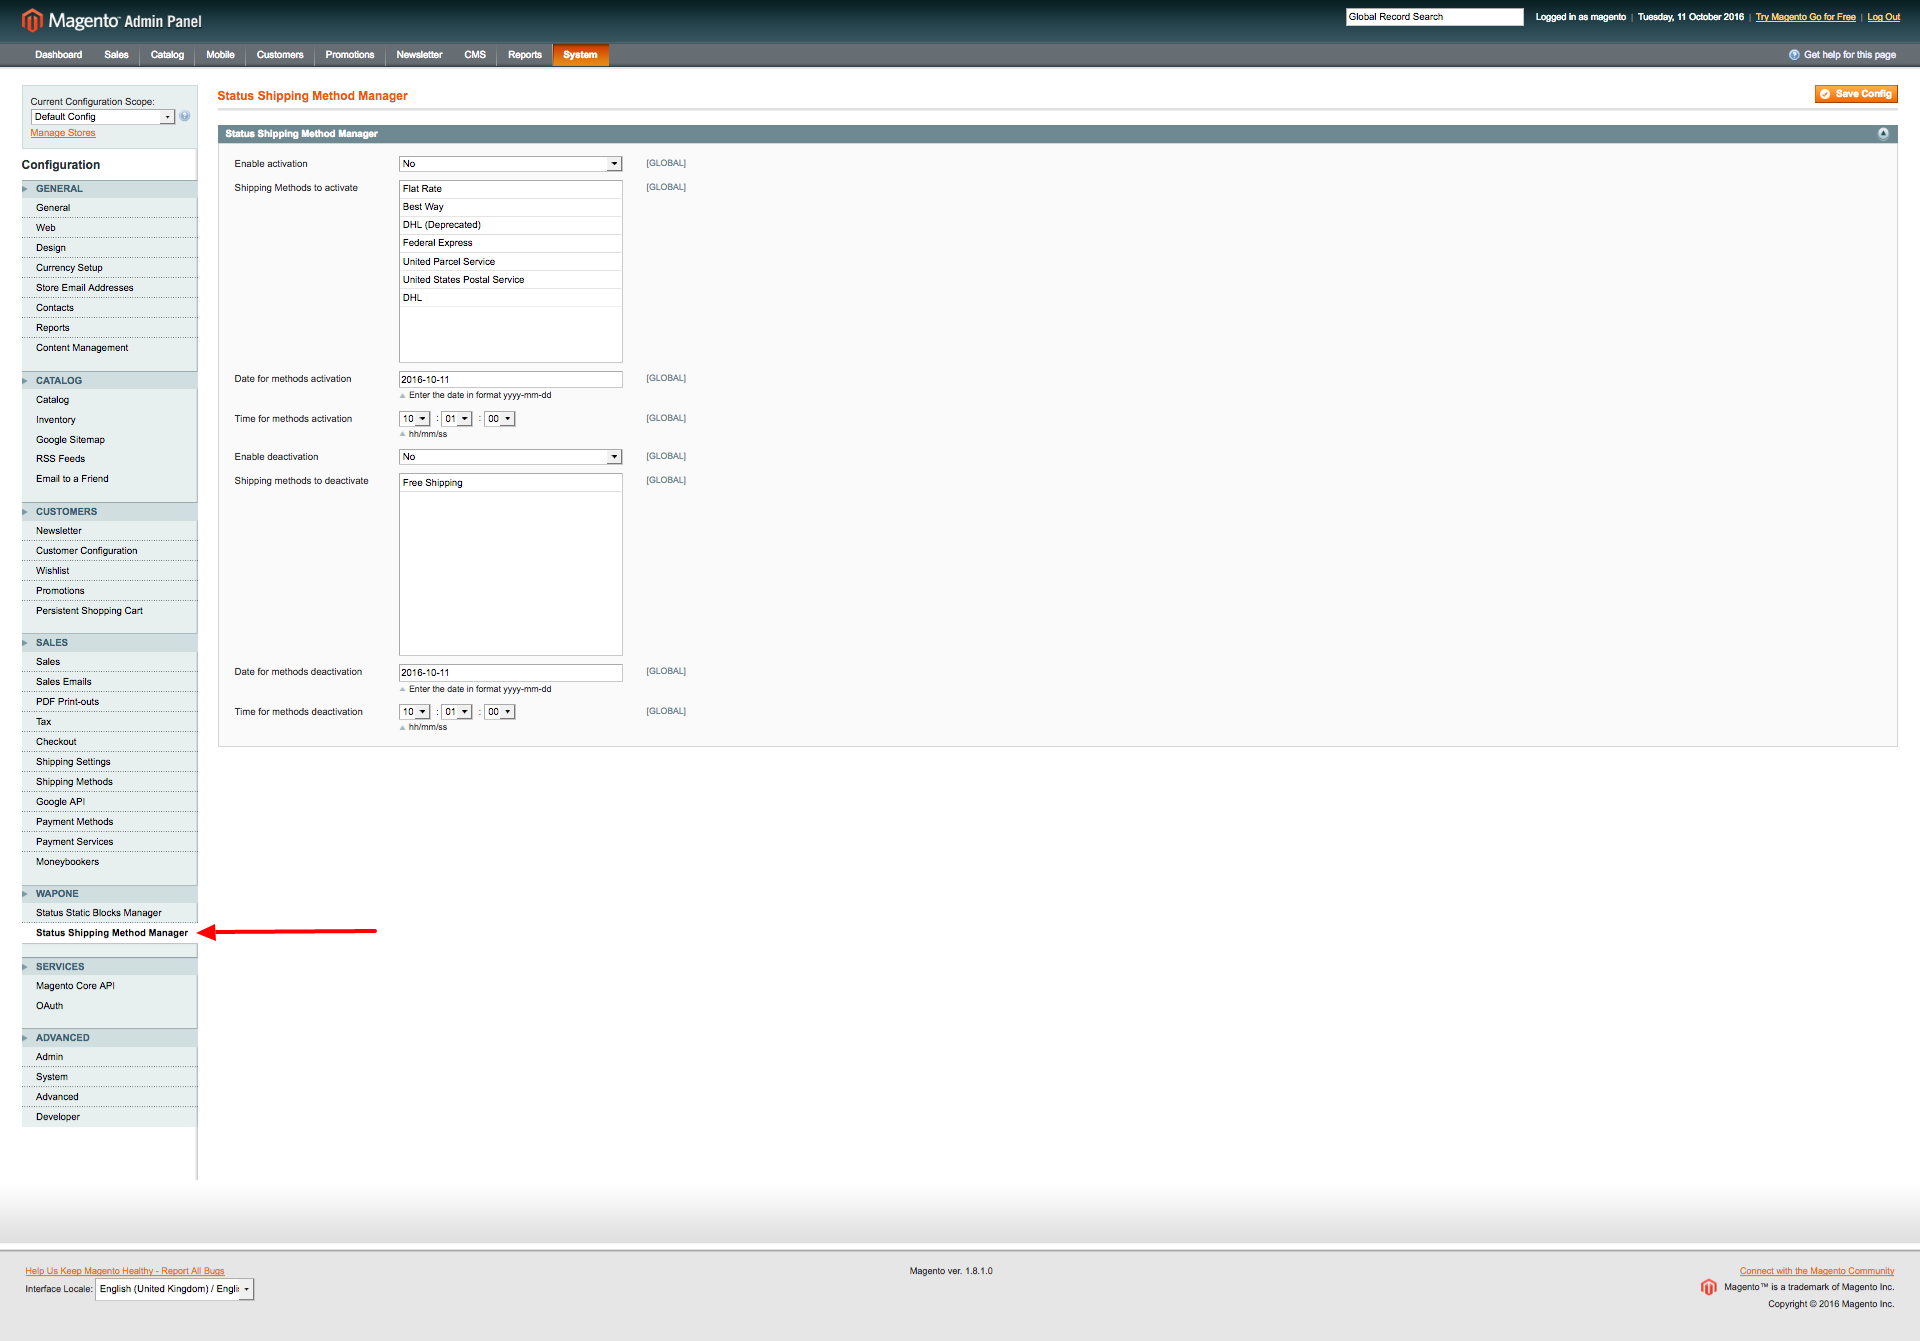 Magento Admin Panel
Global Record Search
Logged in as magento | Tuesday, 11 October 2016 | Try Magento Go for Free | Log Out
Dashboard Sales Catalog Mobile Customers Promotions Newsletter CMS Reports System
Get help for this page
Current Configuration Scope:
Default Config
Manage Stores
Configuration
GENERAL
General
Web
Design
Currency Setup
Store Email Addresses
Contacts
Reports
Content Management
CATALOG
Catalog
Inventory
Google Sitemap
RSS Feeds
Email to a Friend
CUSTOMERS
Newsletter
Customer Configuration
Wishlist
Promotions
Persistent Shopping Cart
SALES
Sales
Sales Emails
PDF Print-outs
Tax
Checkout
Shipping Settings
Shipping Methods
Google API
Payment Methods
Payment Services
Moneybookers
WAPONE
Status Static Blocks Manager
Status Shipping Method Manager
SERVICES
Magento Core API
OAuth
ADVANCED
Admin
System
Advanced
Developer
Status Shipping Method Manager
Save Config
Status Shipping Method Manager
Enable activation No [GLOBAL]
Shipping Methods to activate [GLOBAL]
Flat Rate
Best Way
DHL (Deprecated)
Federal Express
United Parcel Service
United States Postal Service
DHL
Date for methods activation 2016-10-11 [GLOBAL]
Enter the date in format yyyy-mm-dd
Time for methods activation 10 : 01 : 00 [GLOBAL]
hh/mm/ss
Enable deactivation No [GLOBAL]
Shipping methods to deactivate [GLOBAL]
Free Shipping
Date for methods deactivation 2016-10-11 [GLOBAL]
Enter the date in format yyyy-mm-dd
Time for methods deactivation 10 : 01 : 00 [GLOBAL]
hh/mm/ss
Help Us Keep Magento Healthy - Report All Bugs
Interface Locale: English (United Kingdom) / Engli
Magento ver. 1.8.1.0
Connect with the Magento Community
Magento™ is a trademark of Magento Inc.
Copyright © 2016 Magento Inc.